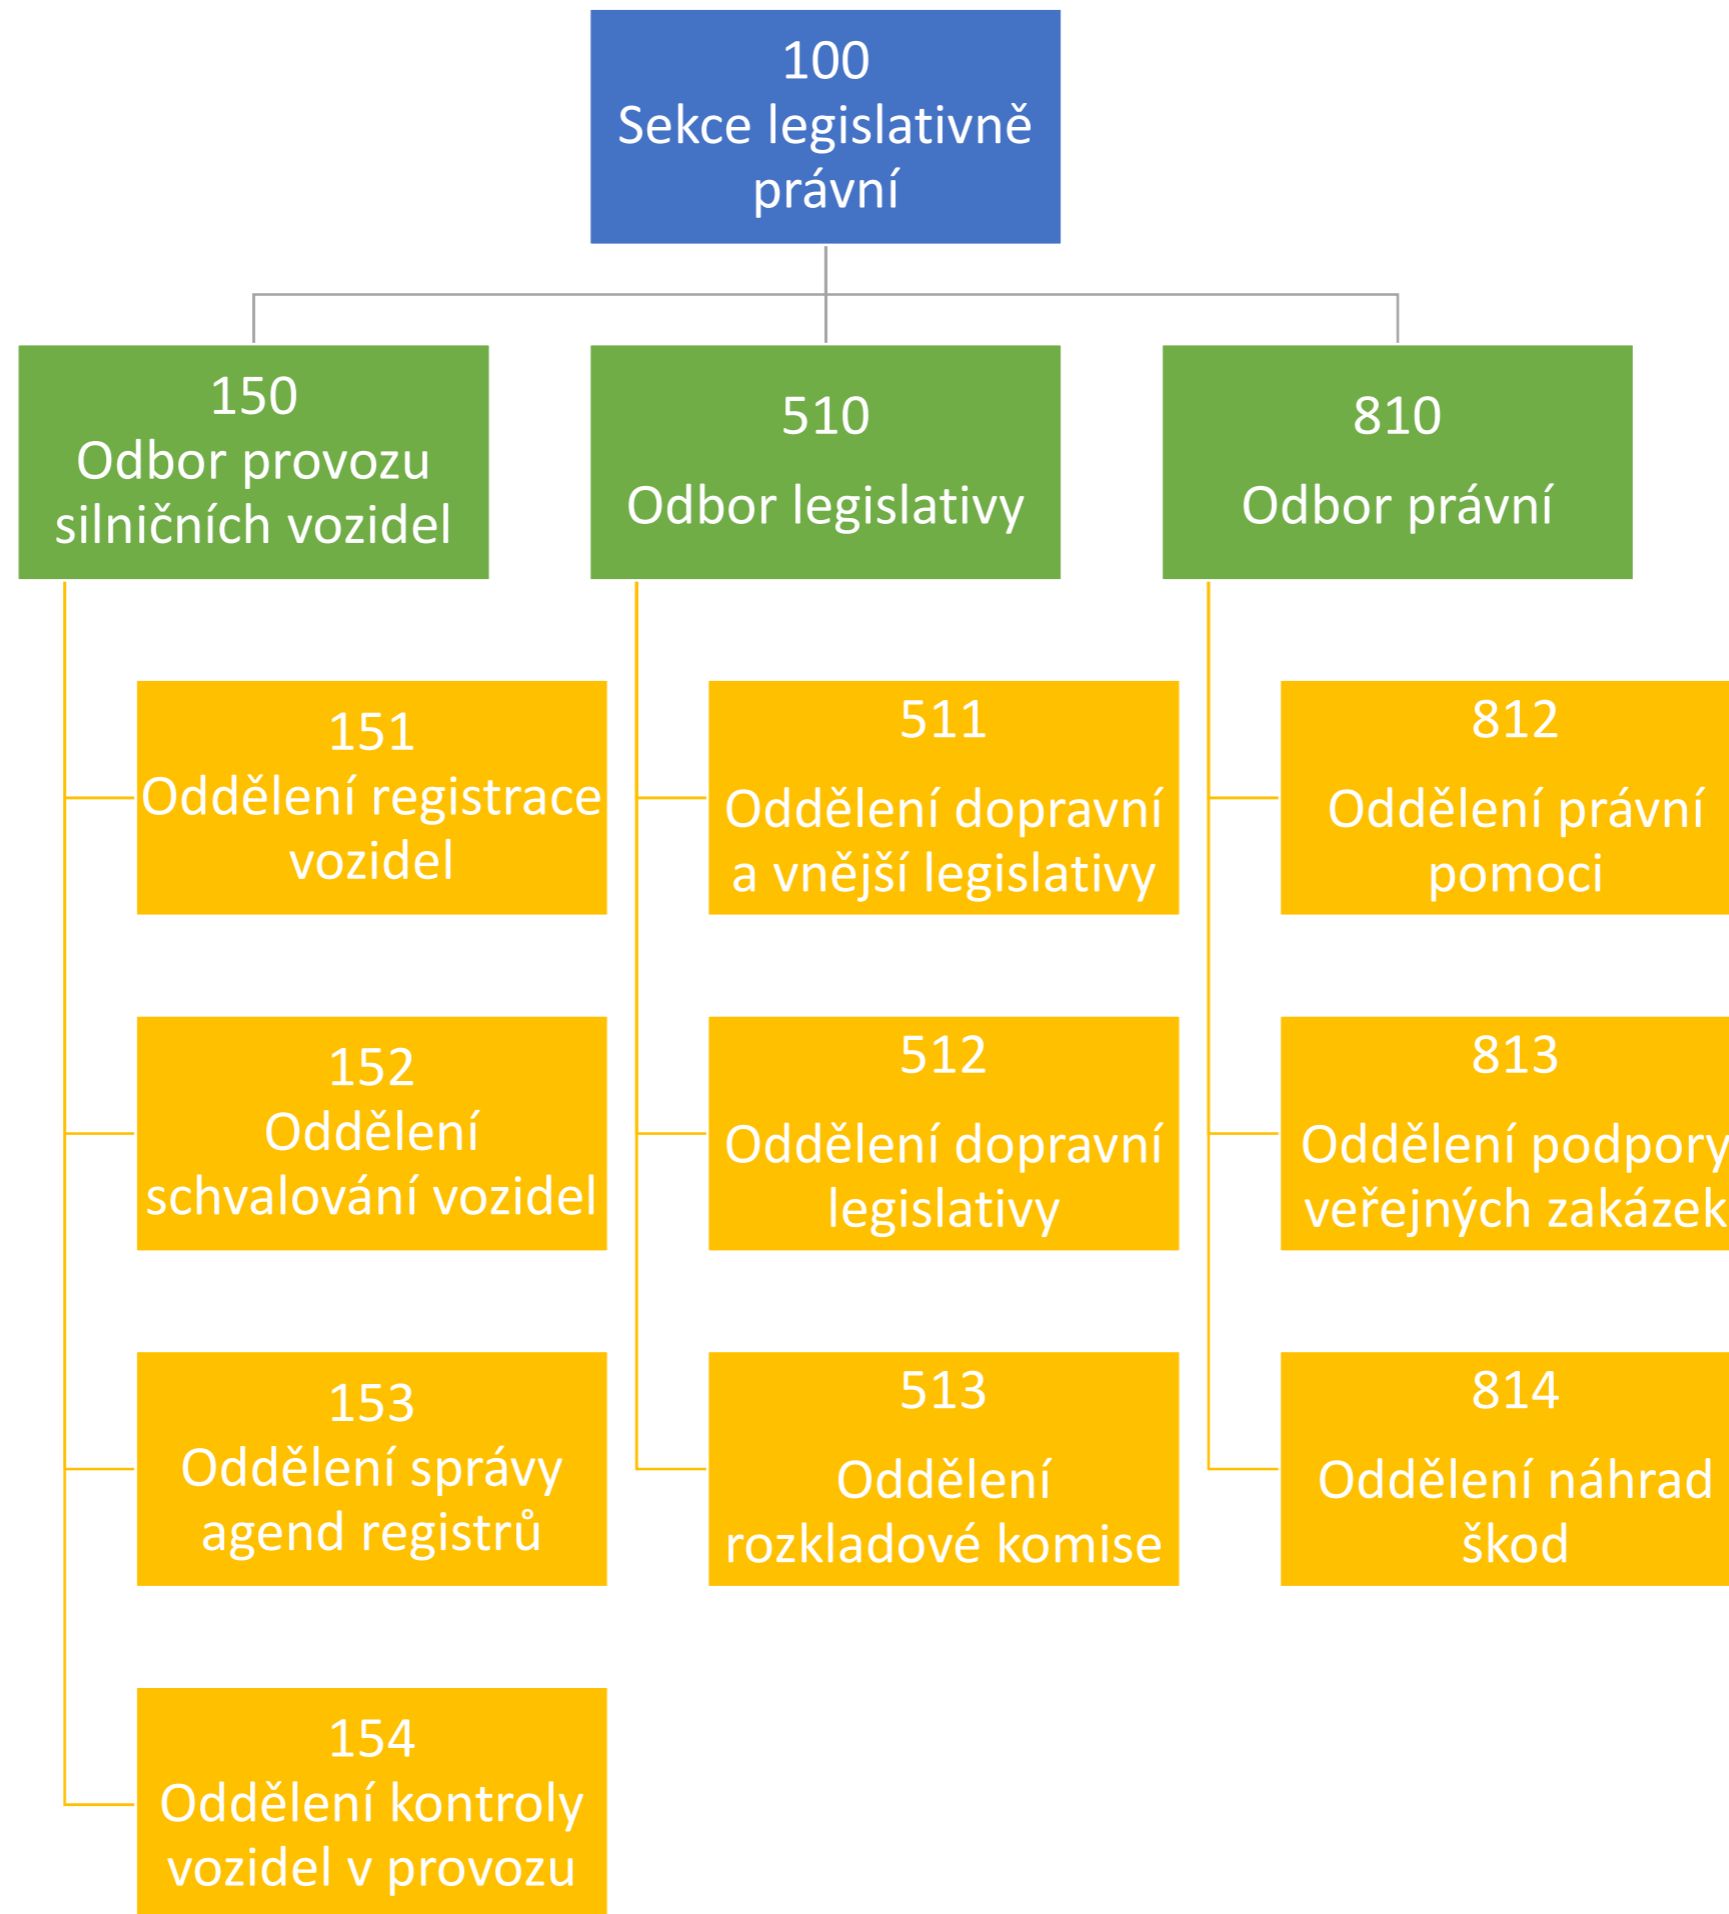 100
Sekce legislativně
právní
150
Odbor provozu
silničních vozidel
510
Odbor legislativy
810
Odbor právní
151
Oddělení registrace
vozidel
511
Oddělení dopravní
a vnější legislativy
812
Oddělení právní
pomoci
152
Oddělení
schvalování vozidel
512
Oddělení dopravní
legislativy
813
Oddělení podpory
veřejných zakázek
153
Oddělení správy
agend registrů
513
Oddělení
rozkladové komise
814
Oddělení náhrad
škod
154
Oddělení kontroly
vozidel v provozu